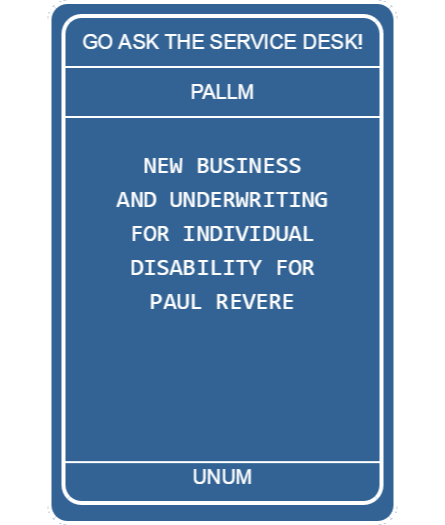 GO ASK THE SERVICE DESK!
PALLM
NEW BUSINESS
AND UNDERWRITING
FOR INDIVIDUAL
DISABILITY FOR
PAUL REVERE
UNUM